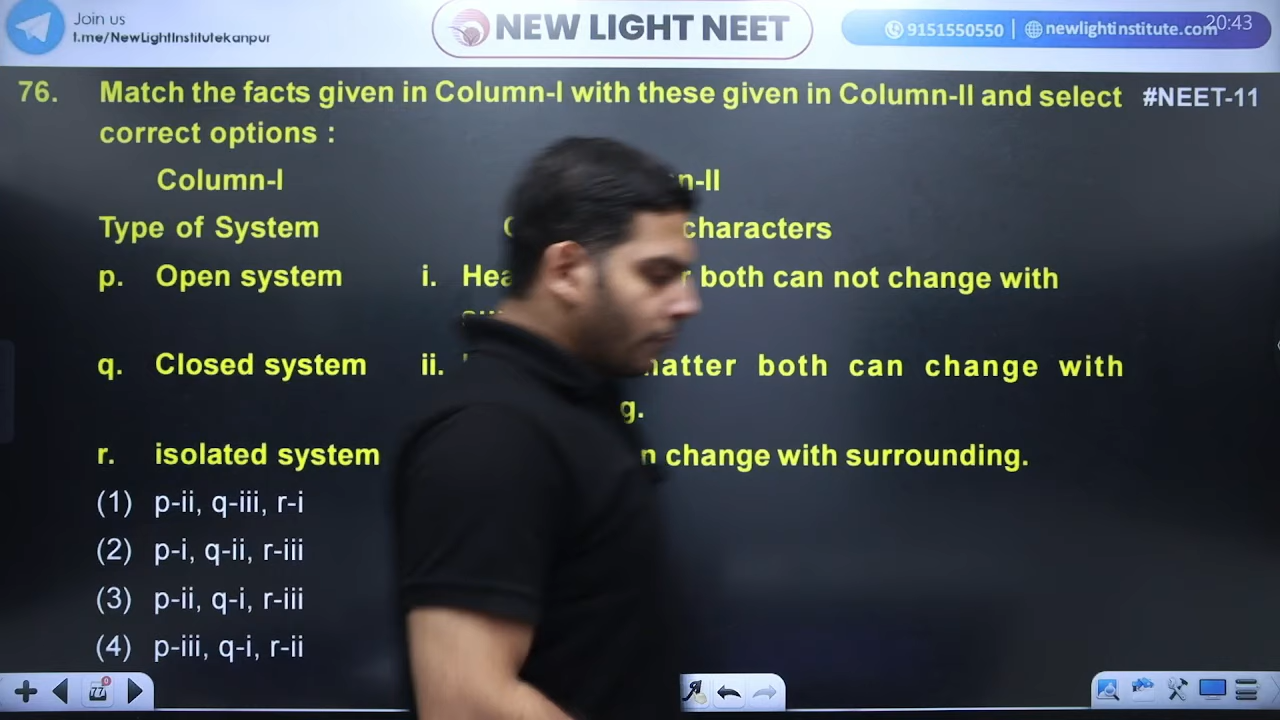 Join us
t.me/NewLightInstitutekanpur
NEW LIGHT NEET
9151550550 | newlightinstitute.com
20:43
76. Match the facts given in Column-I with these given in Column-II and select #NEET-11
correct options :
Column-I n-II
Type of System characters
p. Open system i. Hea r both can not change with
q. Closed system ii. matter both can change with
g.
r. isolated system n change with surrounding.
(1) p-ii, q-iii, r-i
(2) p-i, q-ii, r-iii
(3) p-ii, q-i, r-iii
(4) p-iii, q-i, r-ii
77 0